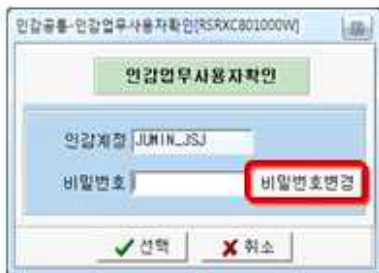 인감공통-인감업무사용자확인[RSRXC801000W]
인감업무사용자확인
인감계정 JUMIN_JSJ
비밀번호 비밀번호변경
선택 취소